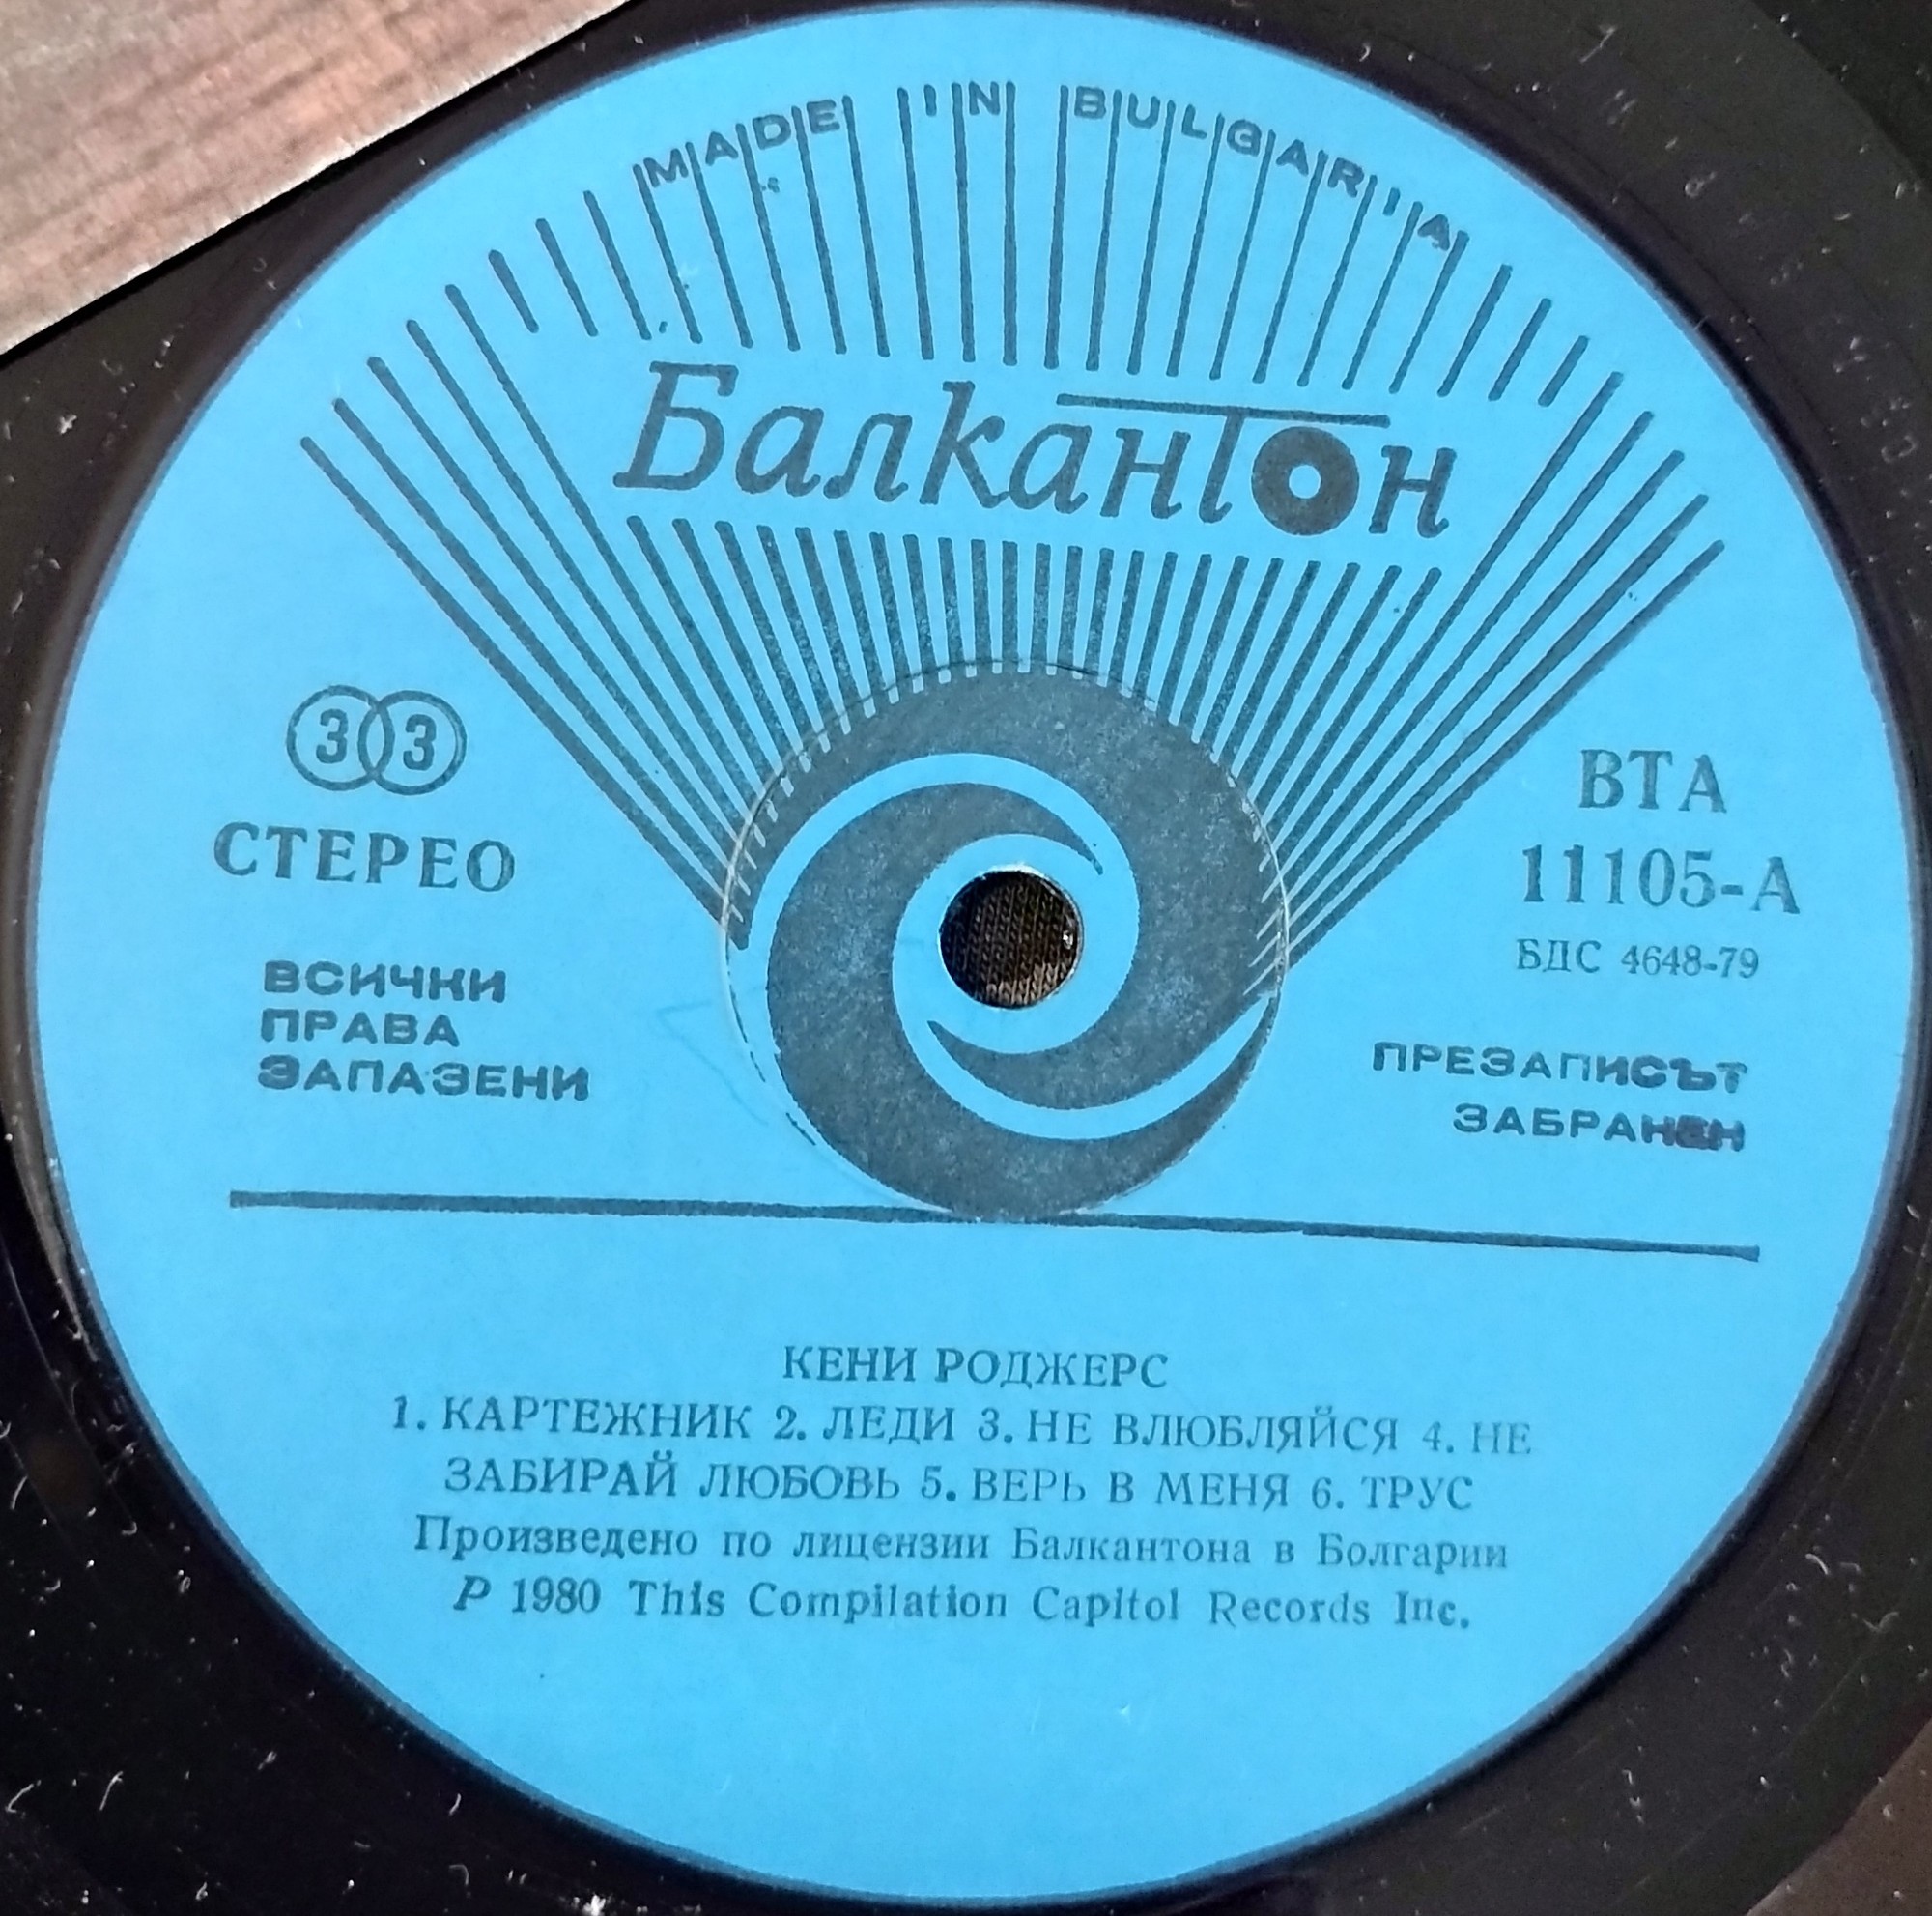 MADE IN BULGARIA
Балкантон
33
СТЕРЕО
ВСИЧКИ
ПРАВА
ЗАПАЗЕНИ
ВТА
11105-А
БДС 4648-79
ПРЕЗАПИСЪТ
ЗАБРАНЕН
КЕНИ РОДЖЕРС
1. КАРТЕЖНИК 2. ЛЕДИ 3. НЕ ВЛЮБЛЯЙСЯ 4. НЕ
ЗАБИРАЙ ЛЮБОВЬ 5. ВЕРЬ В МЕНЯ 6. ТРУС
Произведено по лицензии Балкантона в Болгарии
P 1980 This Compilation Capitol Records Inc.